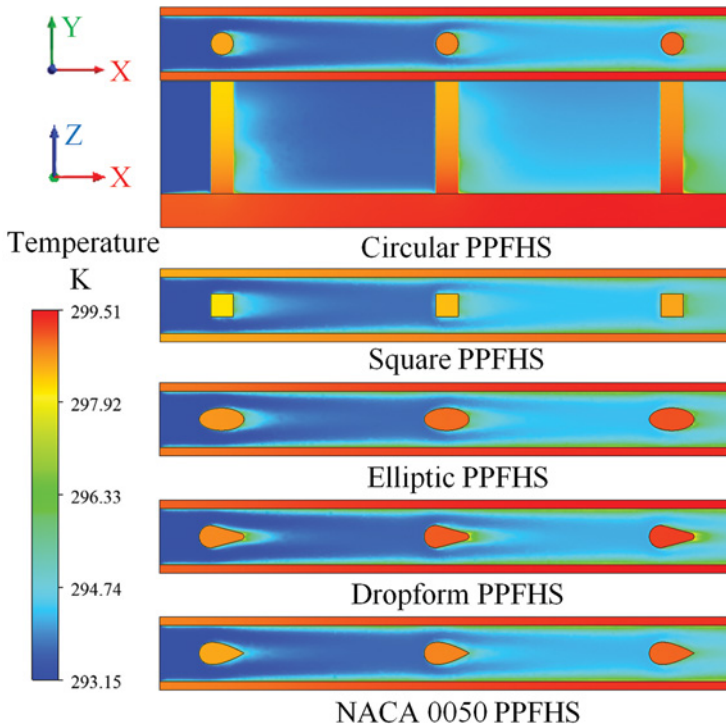 Y
X
Z
X
Circular PPFHS
Temperature
K
299.51
297.92
296.33
294.74
293.15
Square PPFHS
Elliptic PPFHS
Dropform PPFHS
NACA 0050 PPFHS